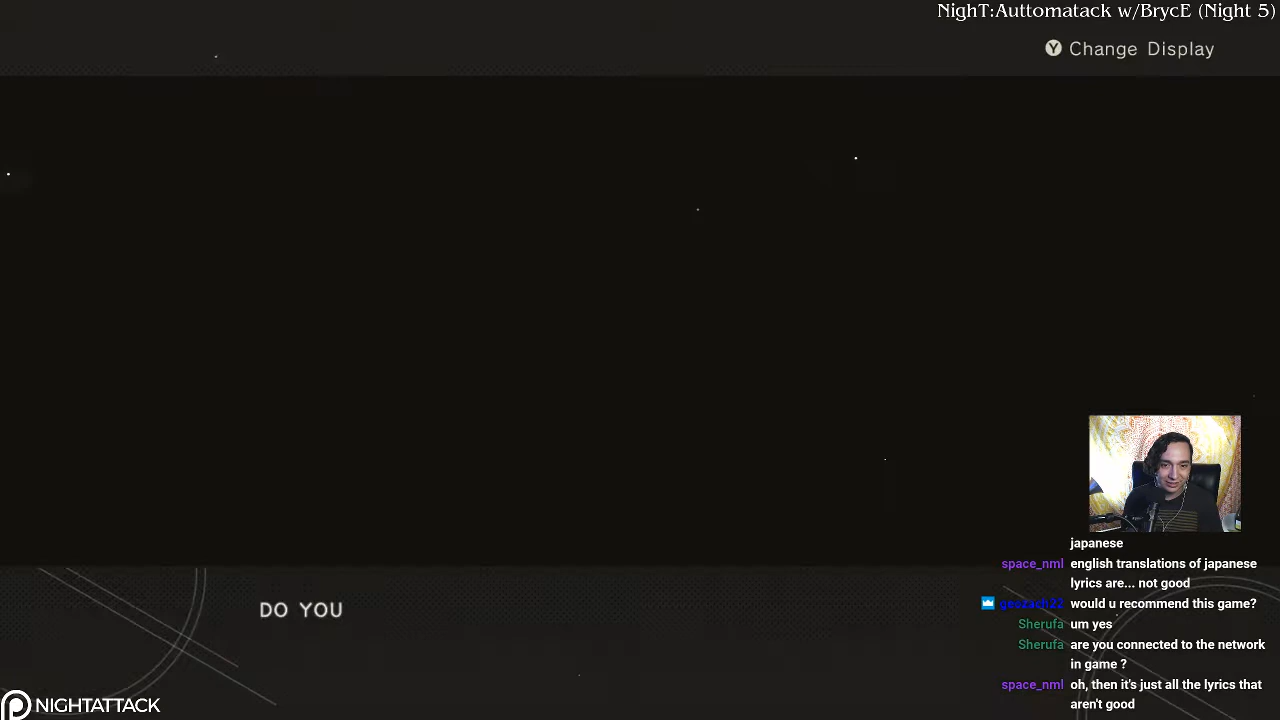 NighT:Auttomatack w/BrycE (Night 5)
Y Change Display
DO YOU
japanese
space_nml english translations of japanese
lyrics are... not good
geozach22 would u recommend this game?
Sherufa um yes
Sherufa are you connected to the network
in game ?
space_nml oh, then it's just all the lyrics that
aren't good
NIGHTATTACK